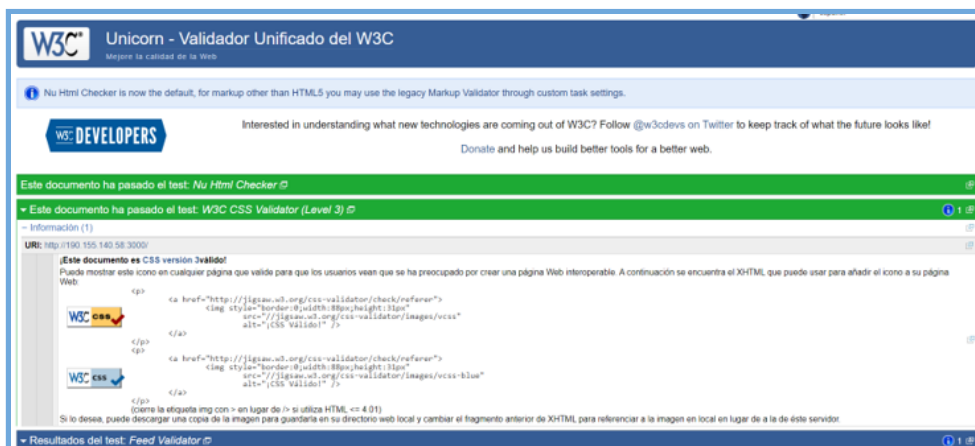 W3C®
Unicorn - Validador Unificado del W3C
Mejore la calidad de la Web
Nu Html Checker is now the default, for markup other than HTML5 you may use the legacy Markup Validator through custom task settings.
W3C DEVELOPERS
Interested in understanding what new technologies are coming out of W3C? Follow @w3cdevs on Twitter to keep track of what the future looks like!
Donate and help us build better tools for a better web.
Este documento ha pasado el test: Nu Html Checker
Este documento ha pasado el test: W3C CSS Validator (Level 3)
1
− Información (1)
URI: http://190.155.140.58:3000/
¡Este documento es CSS versión 3válido!
Puede mostrar este icono en cualquier página que valide para que los usuarios vean que se ha preocupado por crear una página Web interoperable. A continuación se encuentra el XHTML que puede usar para añadir el icono a su página
Web:
<p>
<a href="http://jigsaw.w3.org/css-validator/check/referer">
<img style="border:0;width:88px;height:31px"
src="//jigsaw.w3.org/css-validator/images/vcss"
alt="¡CSS Válido!" />
</a>
</p>
W3C css
<p>
<a href="http://jigsaw.w3.org/css-validator/check/referer">
<img style="border:0;width:88px;height:31px"
src="//jigsaw.w3.org/css-validator/images/vcss-blue"
alt="¡CSS Válido!" />
</a>
</p>
W3C css
(cierre la etiqueta img con > en lugar de /> si utiliza HTML <= 4.01)
Si lo desea, puede descargar una copia de la imagen para guardarla en su directorio web local y cambiar el fragmento anterior de XHTML para referenciar a la imagen en local en lugar de a la de éste servidor.
Resultados del test: Feed Validator
1